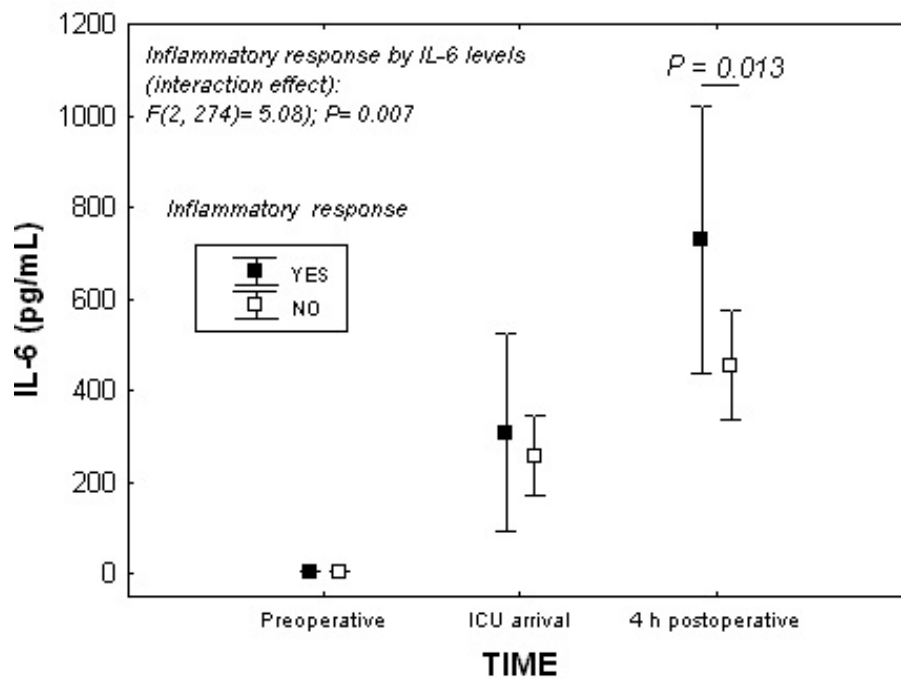 1200
1000
800
600
400
200
0
IL-6 (pg/mL)
Inflammatory response by IL-6 levels
(interaction effect):
F(2, 274)= 5.08); P= 0.007
P = 0.013
Inflammatory response
YES
NO
Preoperative ICU arrival 4 h postoperative
TIME